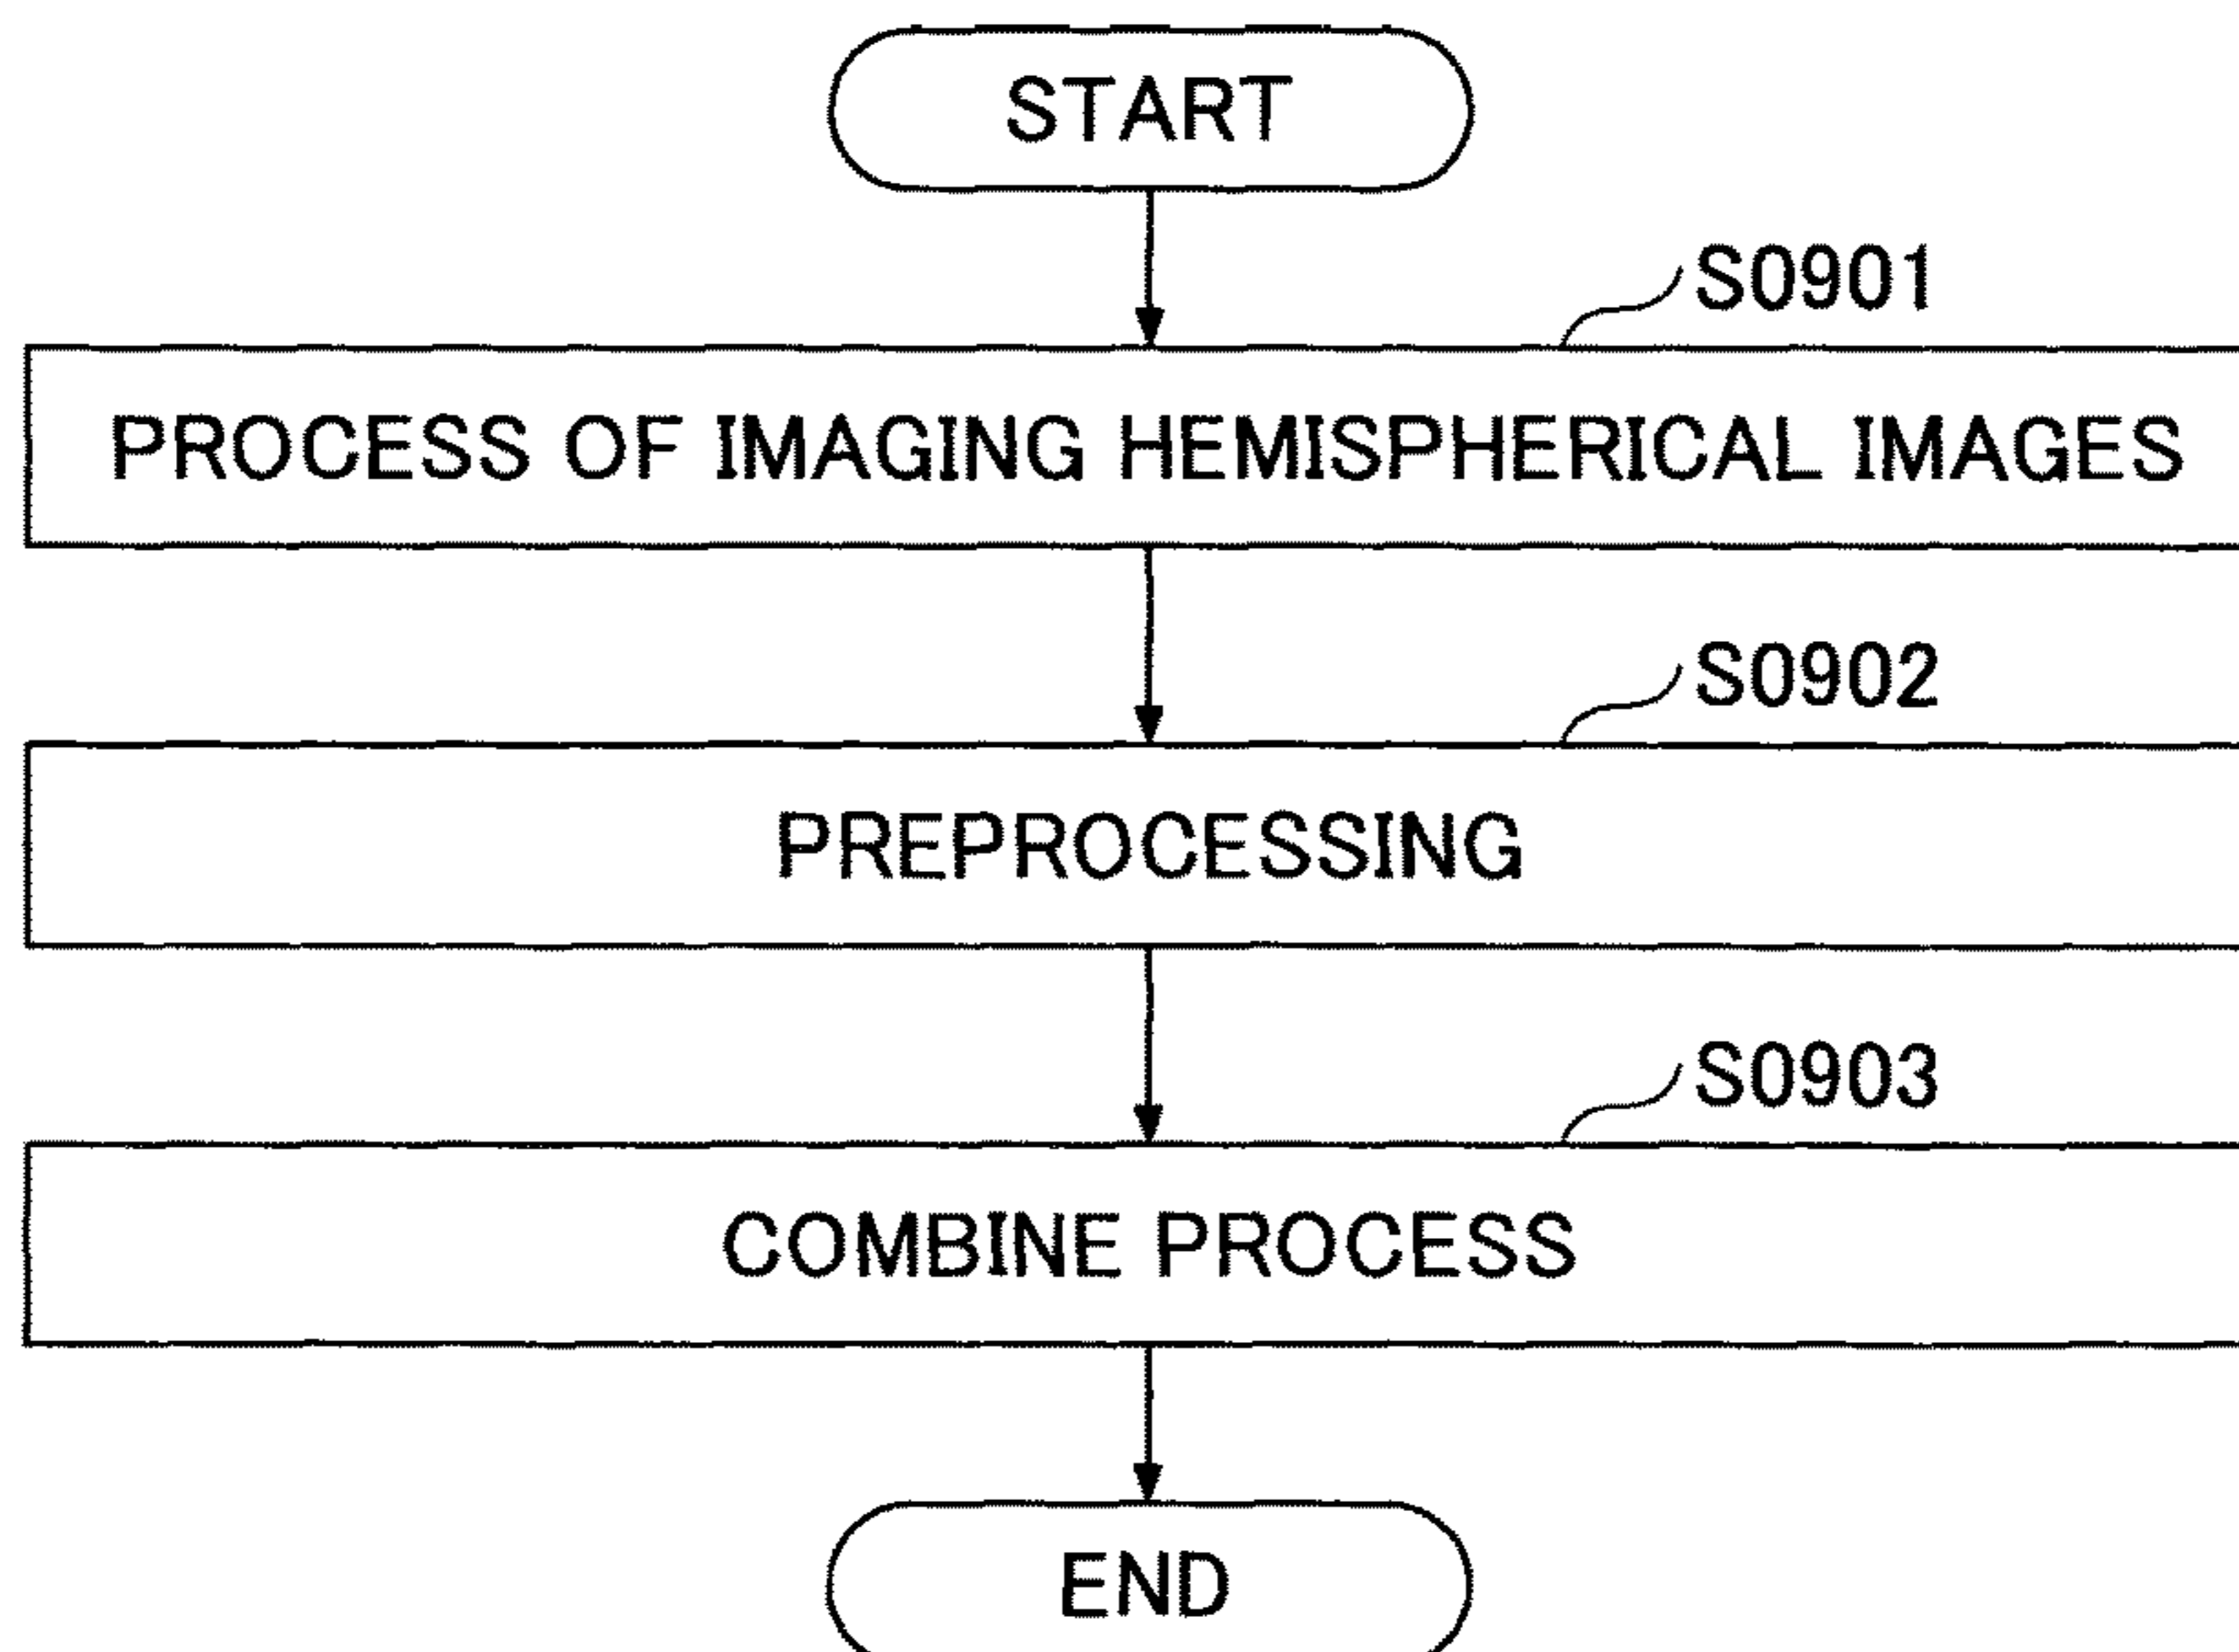 START
S0901
PROCESS OF IMAGING HEMISPHERICAL IMAGES
S0902
PREPROCESSING
S0903
COMBINE PROCESS
END